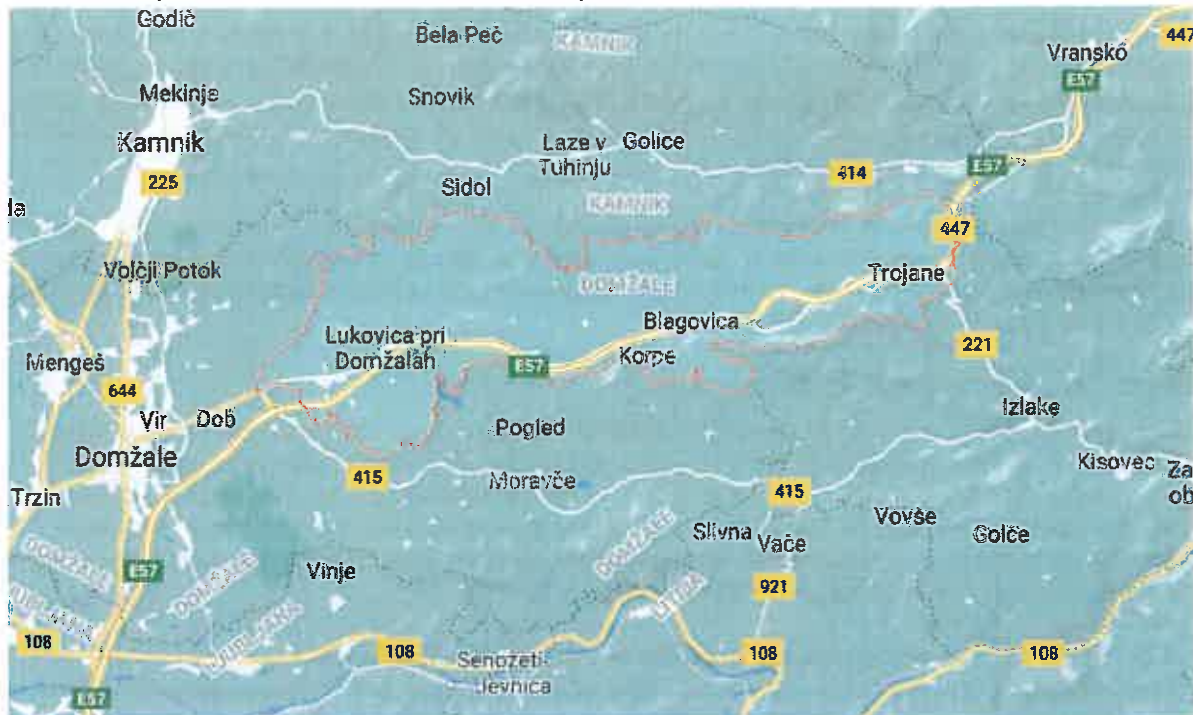 Godič
Bela Peč
KAMNIK
447
Vransko
E57
Mekinje
Snovik
Kamnik
Laze v
Tuhinju
Golice
E57
225
414
Sidol
KAMNIK
447
Volčji Potok
Trojane
DOMŽALE
Blagovica
Lukovica pri
Domžalah
221
Mengeš
E57
Korpe
644
Izlake
Vir
Dob
Pogled
Domžale
Kisovec
415
Moravče
415
Trzin
Vovše
Slivna
Vače
Golče
DOMŽALE
DOMŽALE
E57
DOMŽALE
Vinje
921
LITIJA
LJUBLJANA
108
108
108
108
Senožeti
Jevnica
E57